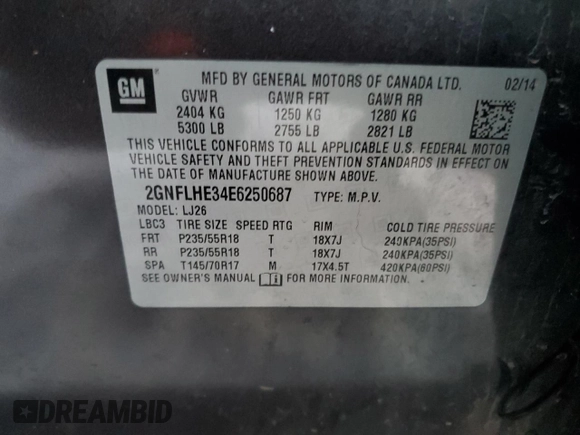 GM
MFD BY GENERAL MOTORS OF CANADA LTD. 02/14
GVWR GAWR FRT GAWR RR
2404 KG 1250 KG 1280 KG
5300 LB 2755 LB 2821 LB
THIS VEHICLE CONFORMS TO ALL APPLICABLE U.S. FEDERAL MOTOR
VEHICLE SAFETY AND THEFT PREVENTION STANDARDS IN EFFECT ON THE
DATE OF MANUFACTURE SHOWN ABOVE.
2GNFLHE34E6250687 TYPE: M.P.V.
MODEL: LJ26
LBC3 TIRE SIZE SPEED RTG RIM COLD TIRE PRESSURE
FRT P235/55R18 T 18X7J 240KPA(35PSI)
RR P235/55R18 T 18X7J 240KPA(35PSI)
SPA T145/70R17 M 17X4.5T 420KPA(60PSI)
SEE OWNER'S MANUAL FOR MORE INFORMATION.
DREAMBID